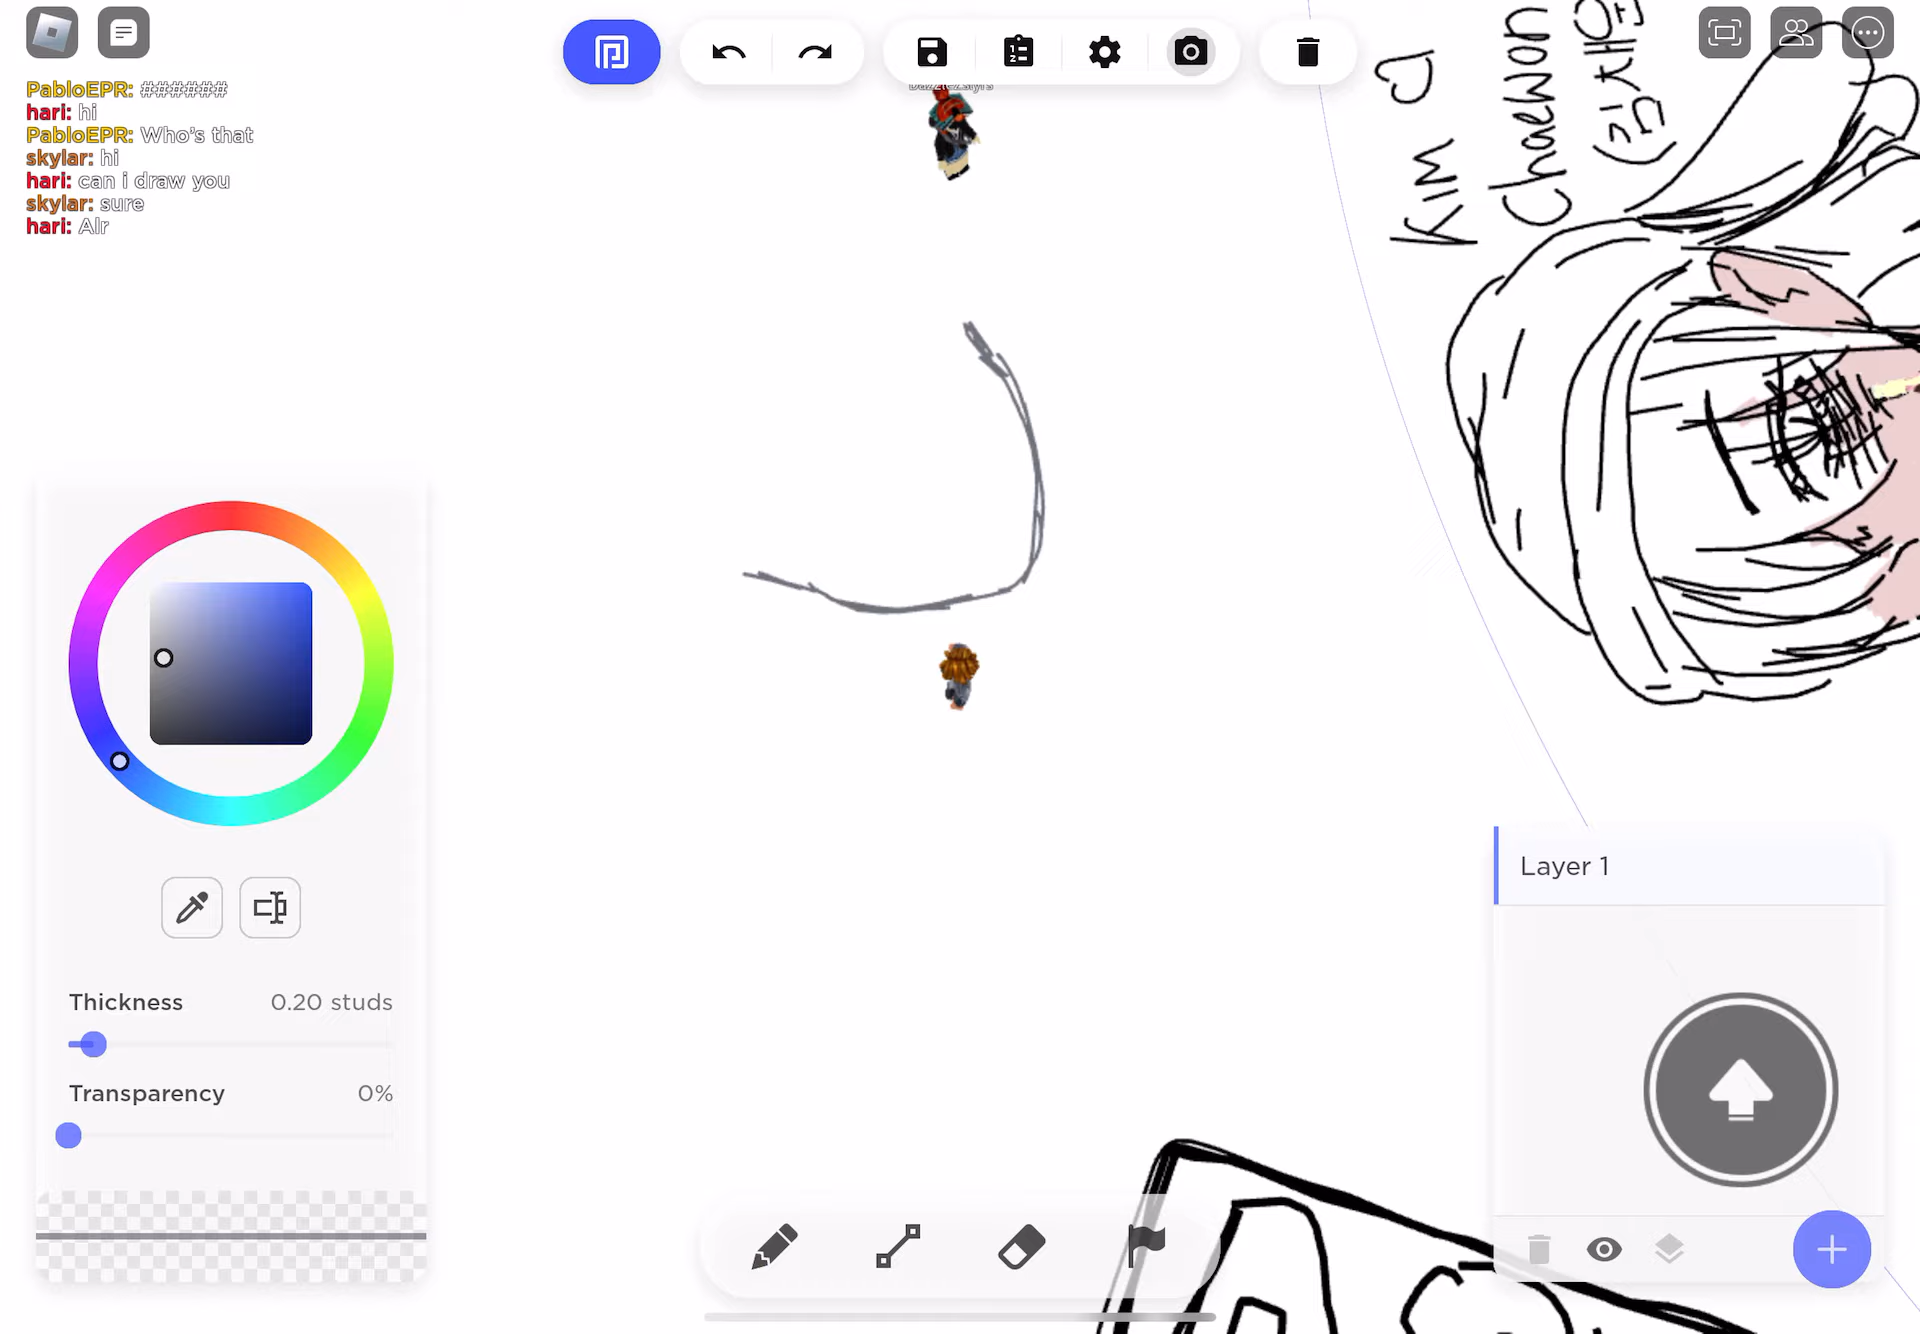 PabloEPR: ######
hari: hi
PabloEPR: Who's that
skylar: hi
hari: can i draw you
skylar: sure
hari: Alr
Kim
Chaewon
Thickness 0.20 studs
Transparency 0%
Layer 1